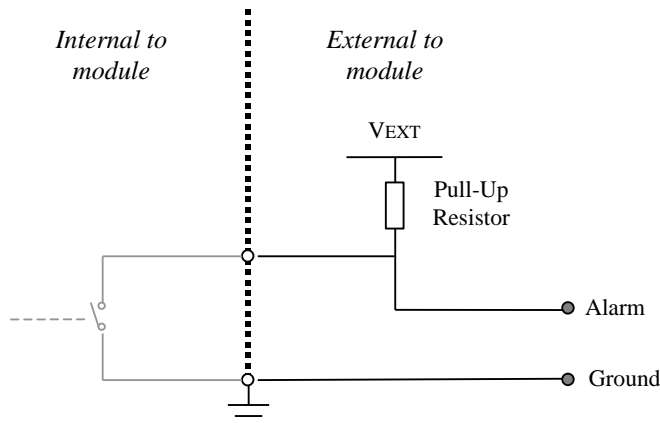 Internal to
module
External to
module
VEXT
Pull-Up
Resistor
Alarm
Ground